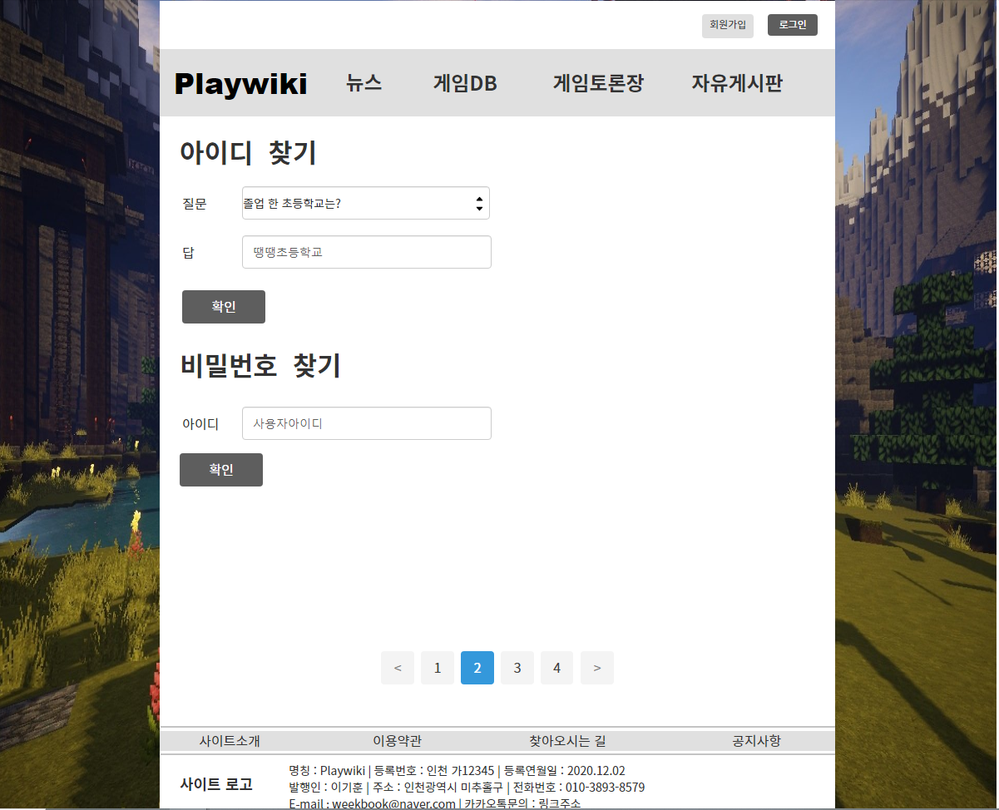 회원가입 로그인
Playwiki 뉴스 게임DB 게임토론장 자유게시판
아이디 찾기
질문 졸업 한 초등학교는?
답 땡땡초등학교
확인
비밀번호 찾기
아이디 사용자아이디
확인
< 1 2 3 4 >
사이트소개 이용약관 찾아오시는 길 공지사항
명칭 : Playwiki | 등록번호 : 인천 가12345 | 등록연월일 : 2020.12.02
사이트 로고
발행인 : 이기훈 | 주소 : 인천광역시 미추홀구 | 전화번호 : 010-3893-8579
E-mail : weekbook@naver.com | 카카오톡문의 : 링크주소